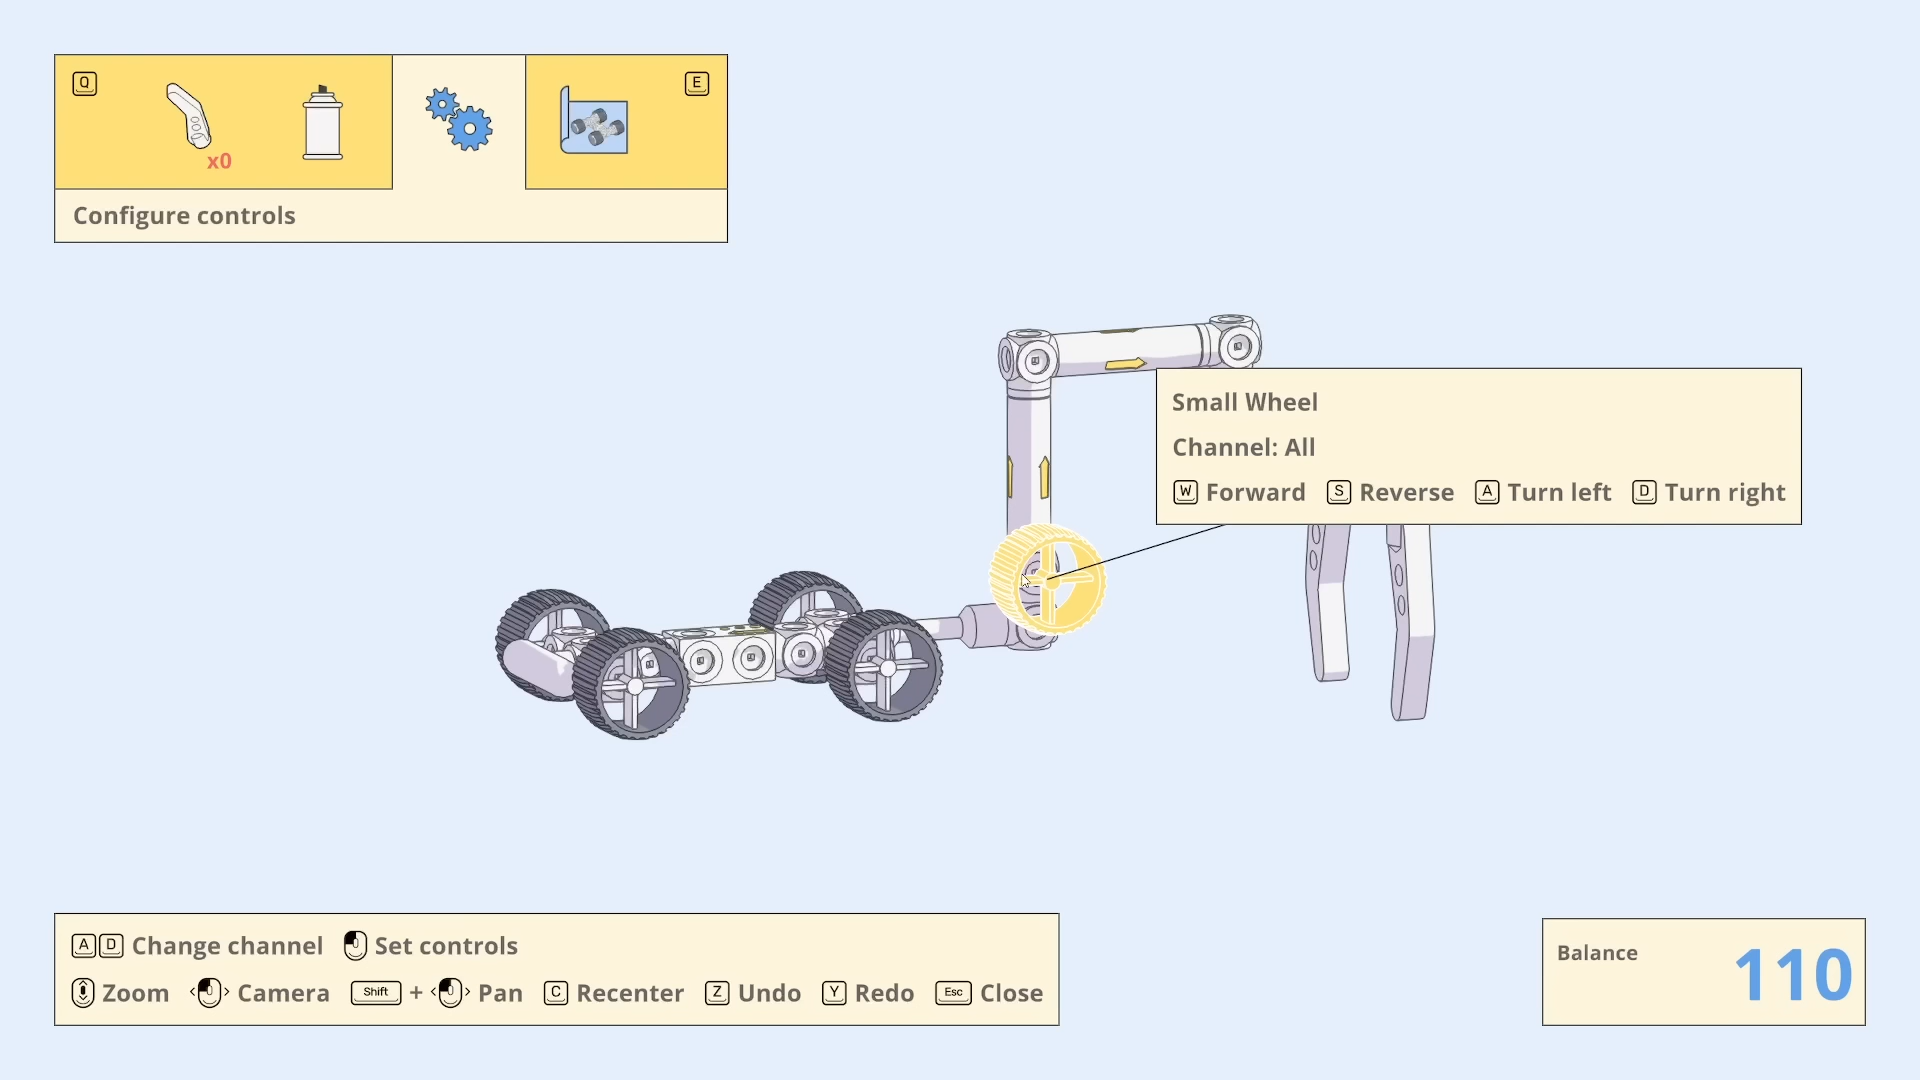 Q
E
x0
Configure controls
Small Wheel
Channel: All
W Forward S Reverse A Turn left D Turn right
A D Change channel Set controls
Zoom Camera Shift + Pan C Recenter Z Undo Y Redo Esc Close
Balance
110